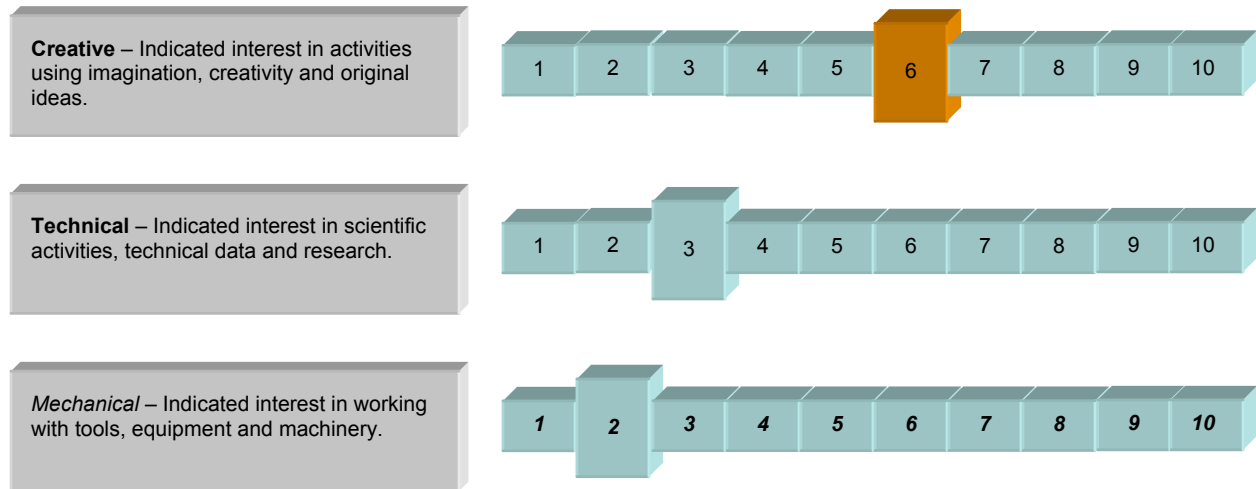 Creative – Indicated interest in activities
using imagination, creativity and original
ideas.
1 2 3 4 5 6 7 8 9 10
Technical – Indicated interest in scientific
activities, technical data and research.
1 2 3 4 5 6 7 8 9 10
Mechanical – Indicated interest in working
with tools, equipment and machinery.
1 2 3 4 5 6 7 8 9 10